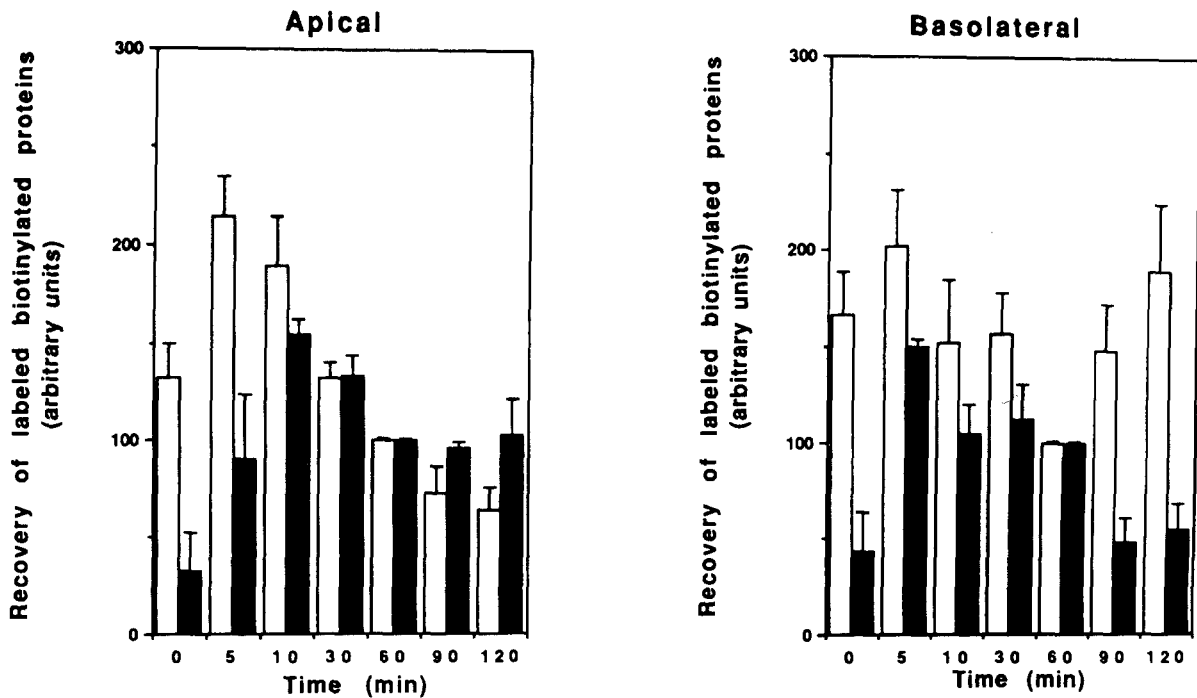 Apical
Recovery of labeled biotinylated proteins
(arbitrary units)
300
200
100
0
0 5 10 30 60 90 120
Time (min)
Basolateral
Recovery of labeled biotinylated proteins
(arbitrary units)
300
200
100
0
0 5 10 30 60 90 120
Time (min)